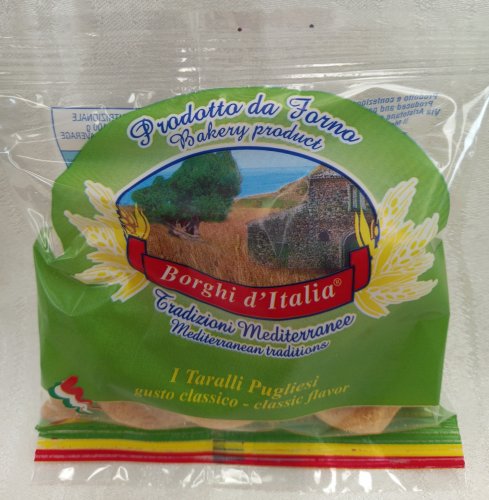 Prodotto da Forno
Bakery product
Borghi d'Italia®
Tradizioni Mediterranee
Mediterranean traditions
I Taralli Pugliesi
gusto classico - classic flavor